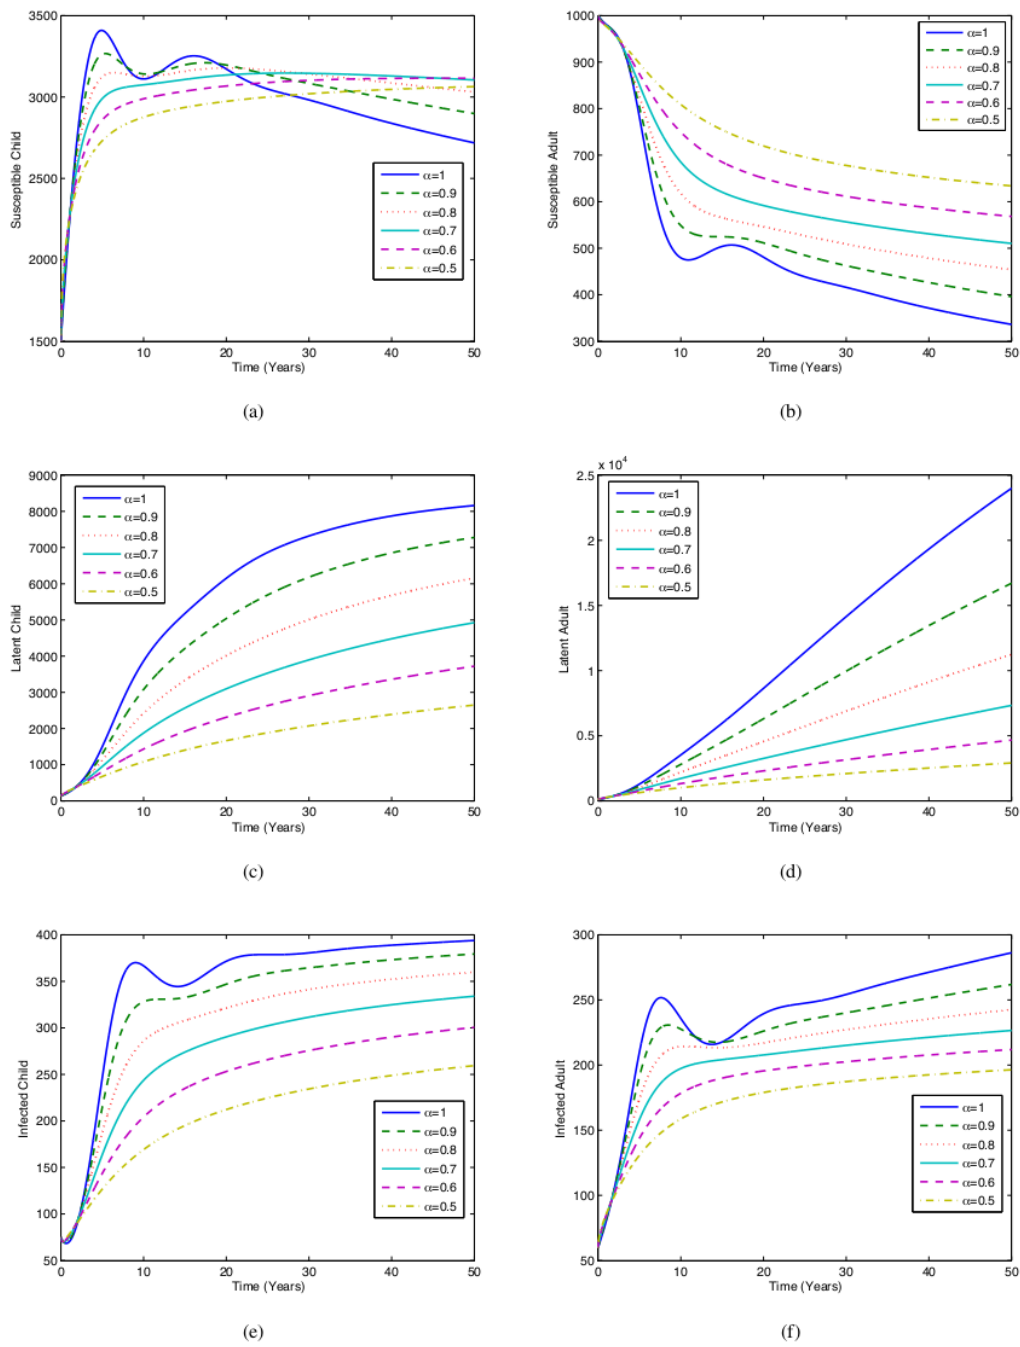 3500
3000
2500
2000
1500
Susceptible Child
α=1
α=0.9
α=0.8
α=0.7
α=0.6
α=0.5
0 10 20 30 40 50
Time (Years)
(a)
1000
900
800
700
600
500
400
300
Susceptible Adult
α=1
α=0.9
α=0.8
α=0.7
α=0.6
α=0.5
0 10 20 30 40 50
Time (Years)
(b)
9000
8000
7000
6000
5000
4000
3000
2000
1000
0
Latent Child
α=1
α=0.9
α=0.8
α=0.7
α=0.6
α=0.5
0 10 20 30 40 50
Time (Years)
(c)
x 10⁴
2.5
2
1.5
1
0.5
0
Latent Adult
α=1
α=0.9
α=0.8
α=0.7
α=0.6
α=0.5
0 10 20 30 40 50
Time (Years)
(d)
400
350
300
250
200
150
100
50
Infected Child
α=1
α=0.9
α=0.8
α=0.7
α=0.6
α=0.5
0 10 20 30 40 50
Time (Years)
(e)
300
250
200
150
100
50
Infected Adult
α=1
α=0.9
α=0.8
α=0.7
α=0.6
α=0.5
0 10 20 30 40 50
Time (Years)
(f)